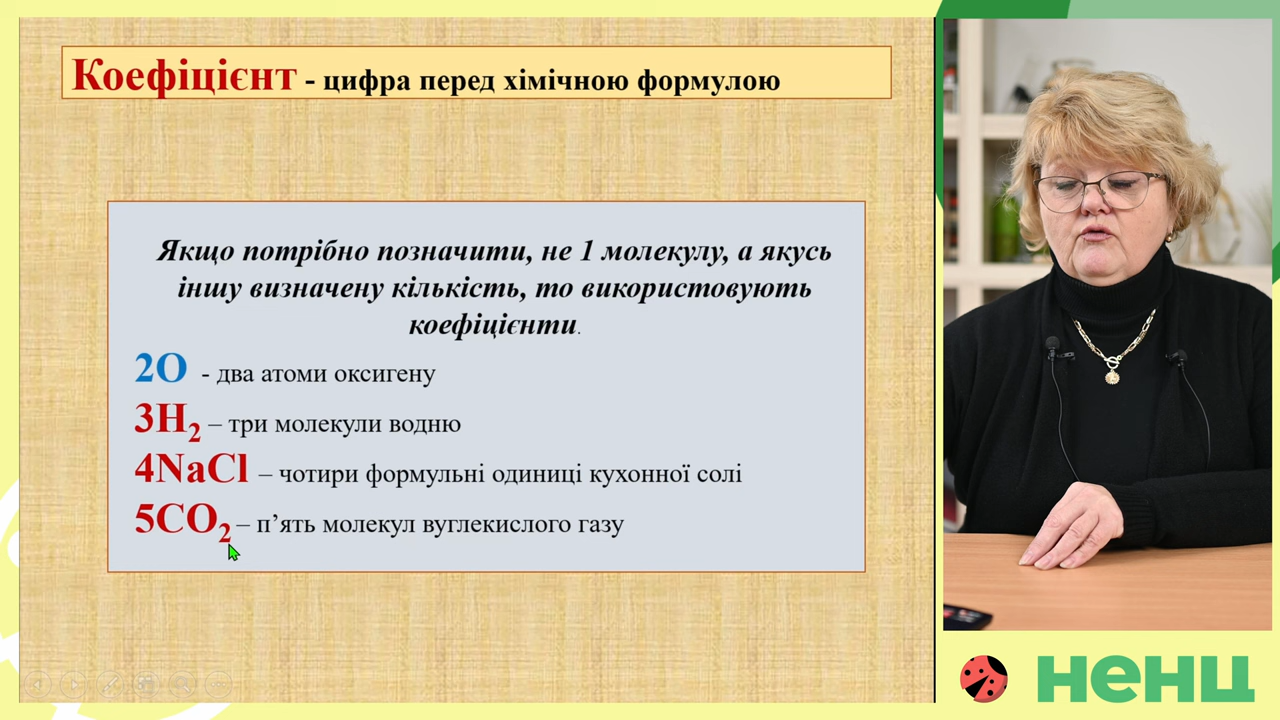 Коефіцієнт - цифра перед хімічною формулою
Якщо потрібно позначити, не 1 молекулу, а якусь
іншу визначену кількість, то використовують
коефіцієнти.
2О - два атоми оксигену
3H₂ – три молекули водню
4NaCl – чотири формульні одиниці кухонної солі
5CO₂ – п’ять молекул вуглекислого газу
ненц